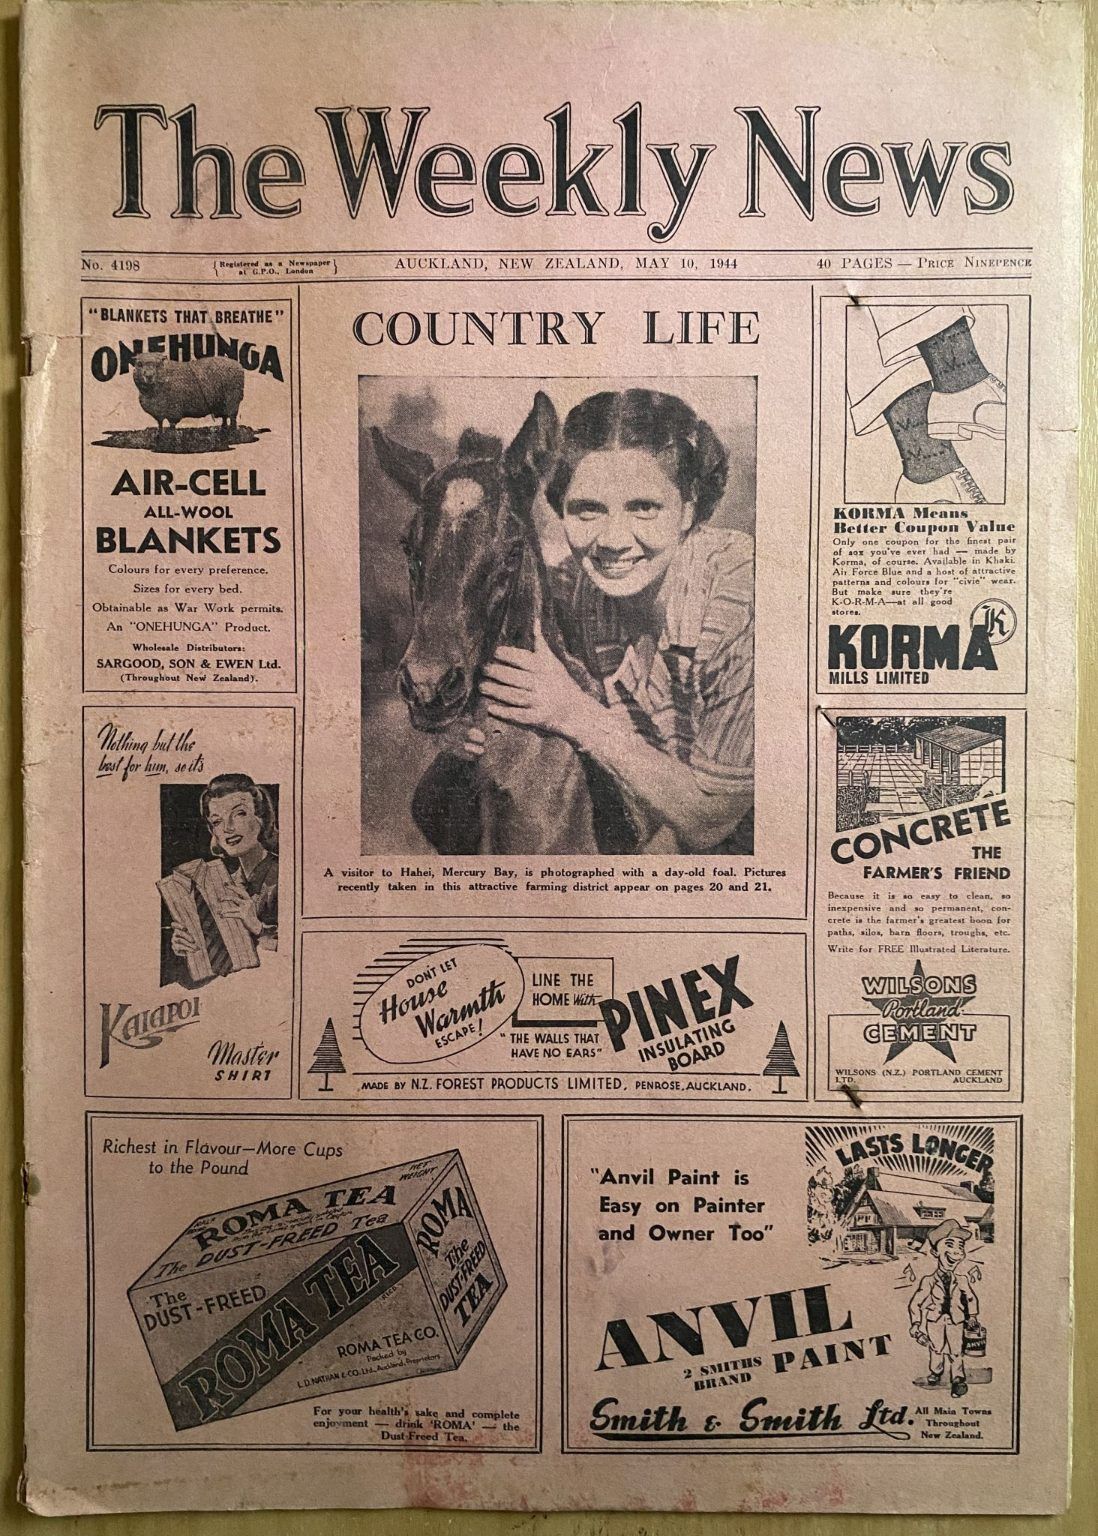 The Weekly News
No. 4198
Registered as a Newspaper
at G.P.O., London
AUCKLAND, NEW ZEALAND, MAY 10, 1944
40 PAGES — PRICE NINEPENCE
"BLANKETS THAT BREATHE"
ONEHUNGA
AIR-CELL
ALL-WOOL
BLANKETS
Colours for every preference.
Sizes for every bed.
Obtainable as War Work permits.
An "ONEHUNGA" Product.
Wholesale Distributors:
SARGOOD, SON & EWEN Ltd.
(Throughout New Zealand).
Nothing but the
best for him, so it's
KAIAPOI
Master
SHIRT
COUNTRY LIFE
A visitor to Hahei, Mercury Bay, is photographed with a day-old foal. Pictures
recently taken in this attractive farming district appear on pages 20 and 21.
DON'T LET
House
Warmth
ESCAPE!
LINE THE
HOME With
PINEX
INSULATING
BOARD
"THE WALLS THAT
HAVE NO EARS"
MADE BY N.Z. FOREST PRODUCTS LIMITED, PENROSE, AUCKLAND.
KORMA Means
Better Coupon Value
Only one coupon for the finest pair
of sox you've ever had — made by
Korma, of course. Available in Khaki,
Air Force Blue and a host of attractive
patterns and colours for "civie" wear.
But make sure they're
K-O-R-M-A—at all good
stores.
K
KORMA
MILLS LIMITED
CONCRETE
THE
FARMER'S FRIEND
Because it is so easy to clean, so
inexpensive and so permanent, con-
crete is the farmer's greatest boon for
paths, silos, barn floors, troughs, etc.
Write for FREE Illustrated Literature.
WILSONS
Portland
CEMENT
WILSONS (N.Z.) PORTLAND CEMENT
LTD. AUCKLAND
Richest in Flavour—More Cups
to the Pound
NET
WEIGHT
ROMA TEA
The DUST-FREED Tea
The
DUST-FREED
ROMA TEA
ROMA TEA CO.
Packed by
L.D. NATHAN & CO. Ltd., Auckland, Proprietors
ROMA
The
DUST-FREED
TEA
For your health's sake and complete
enjoyment — drink 'ROMA' — the
Dust-Freed Tea.
"Anvil Paint is
Easy on Painter
and Owner Too"
LASTS LONGER
ANVIL
2 SMITHS
BRAND
PAINT
ANVIL
Smith & Smith Ltd.
All Main Towns
Throughout
New Zealand.